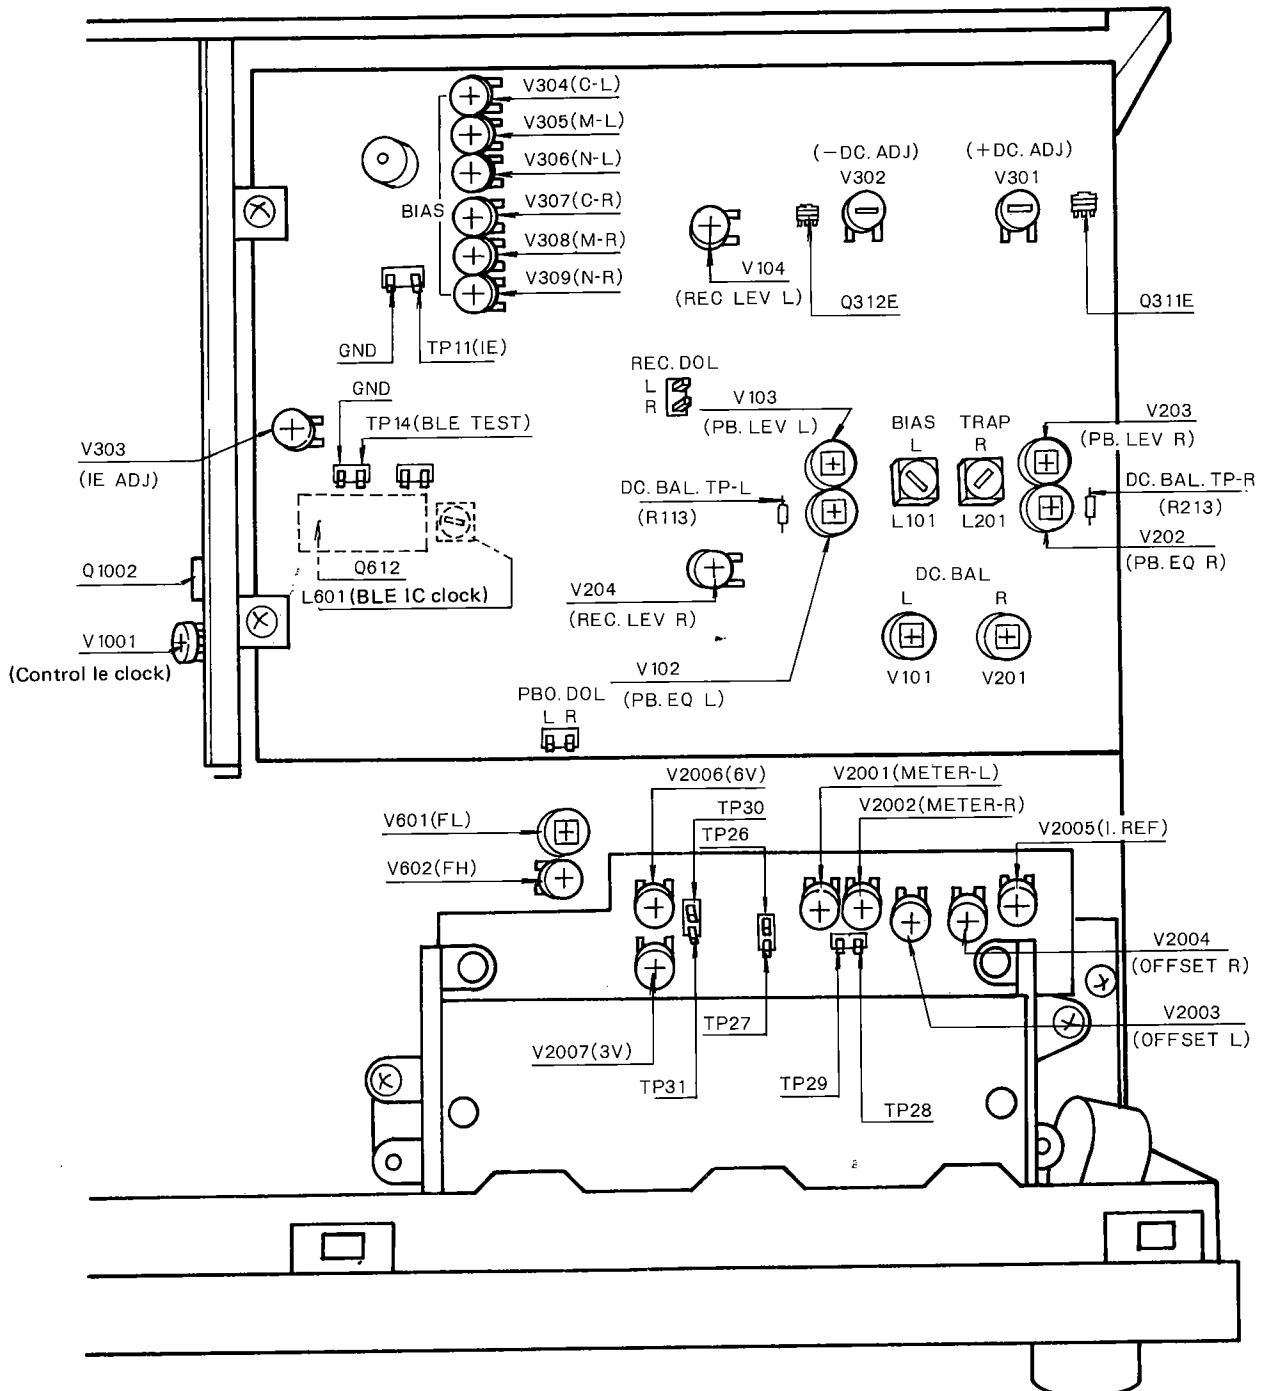 V304(C-L)
V305(M-L)
V306(N-L)
V307(C-R)
BIAS
V308(M-R)
V309(N-R)
(−DC. ADJ)
V302
(+DC. ADJ)
V301
V104
(REC LEV L)
Q312E
Q311E
GND
TP11(IE)
GND
TP14(BLE TEST)
REC. DOL
L
R
V103
(PB. LEV L)
BIAS
L
TRAP
R
V203
(PB. LEV R)
V303
(IE ADJ)
DC. BAL. TP-L
(R113)
L101
L201
DC. BAL. TP-R
(R213)
V202
(PB. EQ R)
Q1002
Q612
L601(BLE IC clock)
V204
(REC. LEV R)
DC. BAL
L
R
V1001
(Control Ie clock)
V102
(PB. EQ L)
V101
V201
PBO. DOL
L R
V2006(6V)
V2001(METER-L)
V601(FL)
TP30
V2002(METER-R)
TP26
V2005(I. REF)
V602(FH)
V2004
(OFFSET R)
TP27
V2003
(OFFSET L)
V2007(3V)
TP31
TP29
TP28